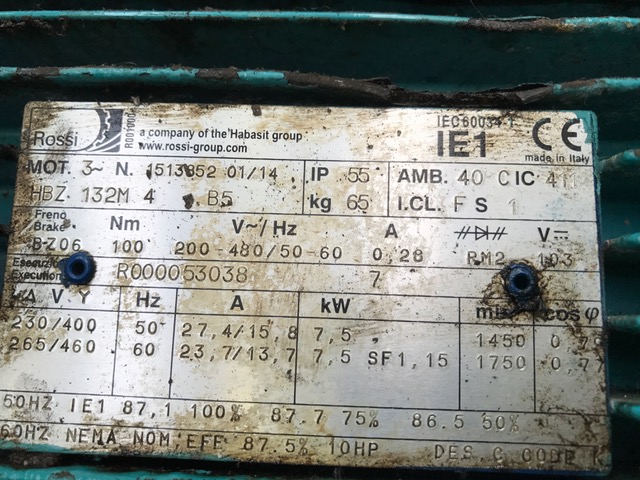 Rossi
a company of the Habasit group
www.rossi-group.com
IEC60034-1
IE1
CE
made in Italy
MOT. 3~ N. 1513852 01/14
IP 55
AMB. 40 C IC
HBZ 132M 4 B5
kg 65
I.CL. F S 1
Freno
Brake
Nm
V~/Hz
A
V
BZ06 100 200-480/50-60 0,28 RM2 103
Execution
R000053038
7
Δ V Y
Hz
A
kW
cos φ
230/400 50 27,4/15,8 7,5 1450
265/460 60 23,7/13,7 7,5 SF1,15 1750 0,77
50HZ IE1 87,1 100% 87.7 75% 86.5 50%
60HZ NEMA NOM.EFF 87.5% 10HP DES. C CODE